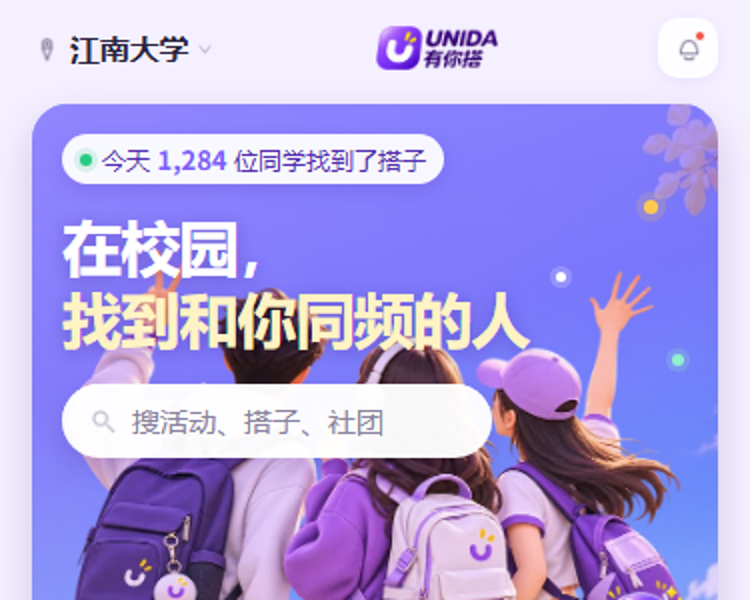 江南大学
UNIDA
有你搭
今天 1,284 位同学找到了搭子
在校园，
找到和你同频的人
搜活动、搭子、社团